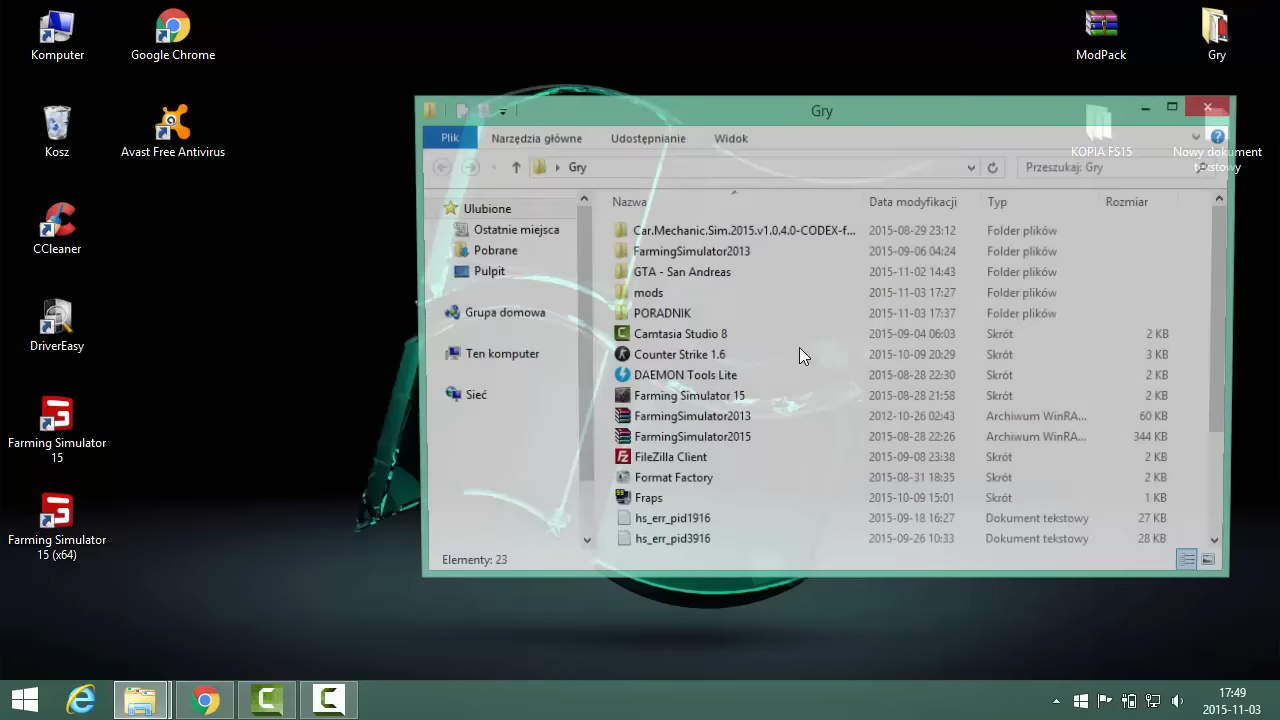 Komputer
Google Chrome
ModPack
Gry
Kosz
Avast Free Antivirus
KOPIA FS15
Nowy dokument
tekstowy
CCleaner
DriverEasy
Farming Simulator
15
Farming Simulator
15 (x64)
Gry
Plik Narzędzia główne Udostępnianie Widok
Gry
Przeszukaj: Gry
Ulubione
Ostatnie miejsca
Pobrane
Pulpit
Grupa domowa
Ten komputer
Sieć
Nazwa Data modyfikacji Typ Rozmiar
Car.Mechanic.Sim.2015.v1.0.4.0-CODEX-f... 2015-08-29 23:12 Folder plików
FarmingSimulator2013 2015-09-06 04:24 Folder plików
GTA - San Andreas 2015-11-02 14:43 Folder plików
mods 2015-11-03 17:27 Folder plików
PORADNIK 2015-11-03 17:37 Folder plików
Camtasia Studio 8 2015-09-04 06:03 Skrót 2 KB
Counter Strike 1.6 2015-10-09 20:29 Skrót 3 KB
DAEMON Tools Lite 2015-08-28 22:30 Skrót 2 KB
Farming Simulator 15 2015-08-28 21:58 Skrót 2 KB
FarmingSimulator2013 2012-10-26 02:43 Archiwum WinRA... 60 KB
FarmingSimulator2015 2015-08-28 22:26 Archiwum WinRA... 344 KB
FileZilla Client 2015-09-08 23:38 Skrót 2 KB
Format Factory 2015-08-31 18:35 Skrót 2 KB
Fraps 2015-10-09 15:01 Skrót 1 KB
hs_err_pid1916 2015-09-18 16:27 Dokument tekstowy 27 KB
hs_err_pid3916 2015-09-26 10:33 Dokument tekstowy 28 KB
Elementy: 23
17:49
2015-11-03